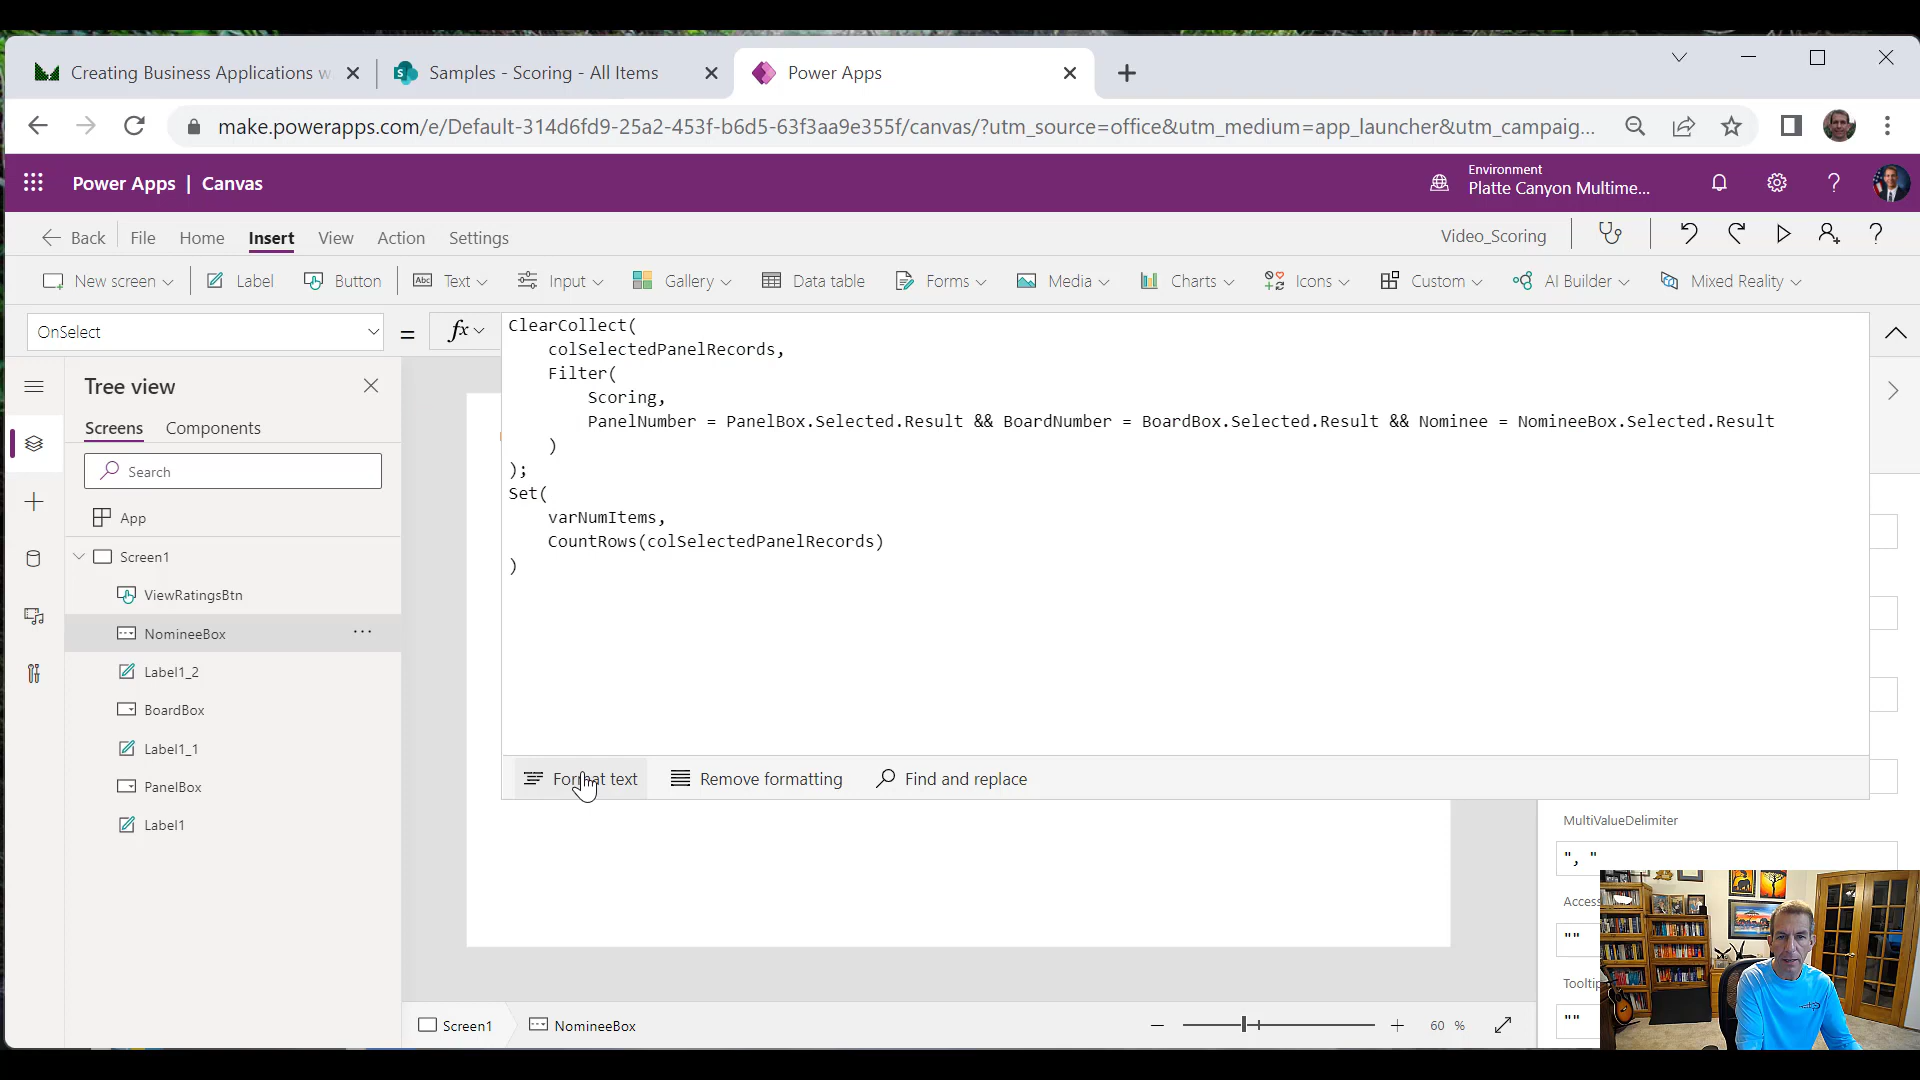 Creating Business Applications w
Samples - Scoring - All Items
Power Apps
make.powerapps.com/e/Default-314d6fd9-25a2-453f-b6d5-63f3aa9e355f/canvas/?utm_source=office&utm_medium=app_launcher&utm_campaig...
Power Apps | Canvas
Environment
Platte Canyon Multime...
Back File Home Insert View Action Settings
Video_Scoring
New screen Label Button Text Input Gallery Data table Forms Media Charts Icons Custom AI Builder Mixed Reality
OnSelect = fx
ClearCollect(
colSelectedPanelRecords,
Filter(
Scoring,
PanelNumber = PanelBox.Selected.Result && BoardNumber = BoardBox.Selected.Result && Nominee = NomineeBox.Selected.Result
)
);
Set(
varNumItems,
CountRows(colSelectedPanelRecords)
)
Format text Remove formatting Find and replace
Tree view
Screens Components
Search
App
Screen1
ViewRatingsBtn
NomineeBox ...
Label1_2
BoardBox
Label1_1
PanelBox
Label1
MultiValueDelimiter
", "
Access
""
Tooltip
""
Screen1 NomineeBox
60 %